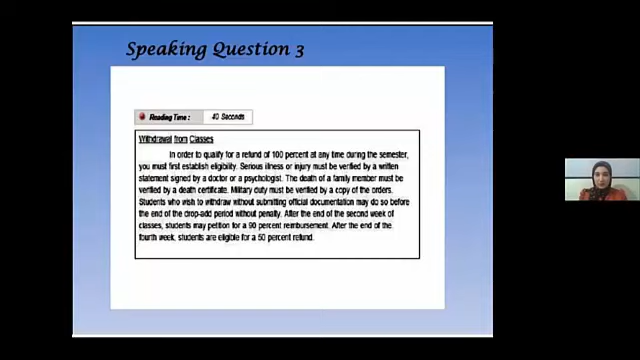 Speaking Question 3
Reading Time: 40 Seconds
Withdrawal from Classes
In order to qualify for a refund of 100 percent at any time during the semester,
you must first establish eligibility. Serious illness or injury must be verified by a written
statement signed by a doctor or a psychologist. The death of a family member must be
verified by a death certificate. Military duty must be verified by a copy of the orders.
Students who wish to withdraw without submitting official documentation may do so before
the end of the drop-add period without penalty. After the end of the second week of
classes, students may petition for a 90 percent reimbursement. After the end of the
fourth week, students are eligible for a 50 percent refund.